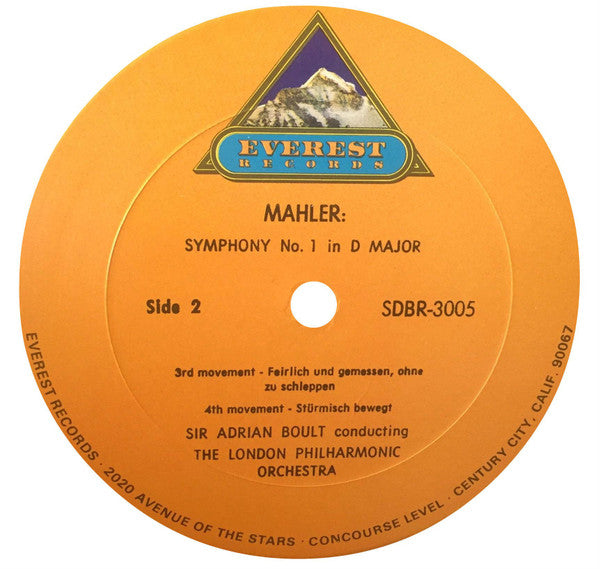 EVEREST
RECORDS
MAHLER:
SYMPHONY No. 1 in D MAJOR
Side 2
SDBR-3005
3rd movement - Feirlich und gemessen, ohne
zu schleppen
4th movement - Stürmisch bewegt
SIR ADRIAN BOULT conducting
THE LONDON PHILHARMONIC
ORCHESTRA
EVEREST RECORDS · 2020 AVENUE OF THE STARS · CONCOURSE LEVEL · CENTURY CITY, CALIF. 90067